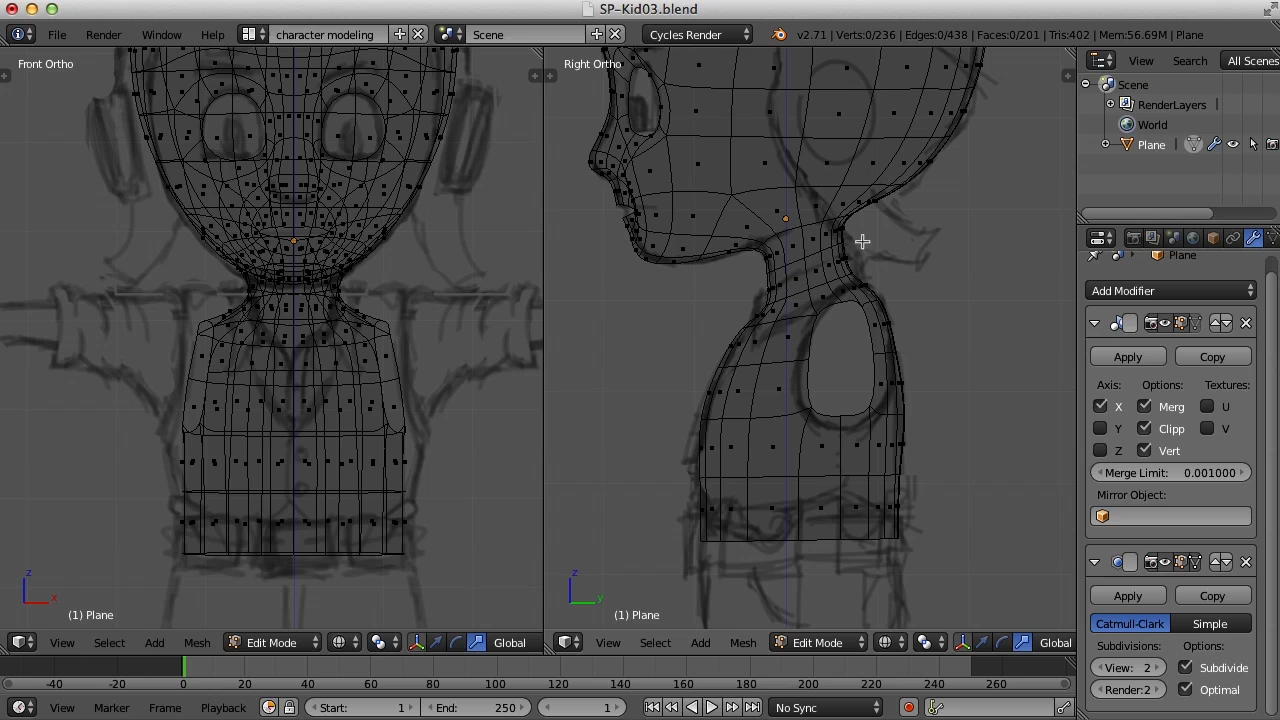 SP-Kid03.blend
File Render Window Help character modeling Scene Cycles Render v2.71 | Verts:0/236 | Edges:0/438 | Faces:0/201 | Tris:402 | Mem:56.69M | Plane
Front Ortho
Right Ortho
View Search All Scenes
Scene
RenderLayers
World
Plane
Plane
Add Modifier
Apply Copy
Axis: Options: Textures:
X Merg U
Y Clipp V
Z Vert
Merge Limit: 0.001000
Mirror Object:
Apply Copy
Catmull-Clark Simple
Subdivisions: Options:
View: 2 Subdivide
Render: 2 Optimal
z
x
(1) Plane
z
y
(1) Plane
View Select Add Mesh Edit Mode Global
View Select Add Mesh Edit Mode Global
-40 -20 0 20 40 60 80 100 120 140 160 180 200 220 240 260
View Marker Frame Playback Start: 1 End: 250 1 No Sync